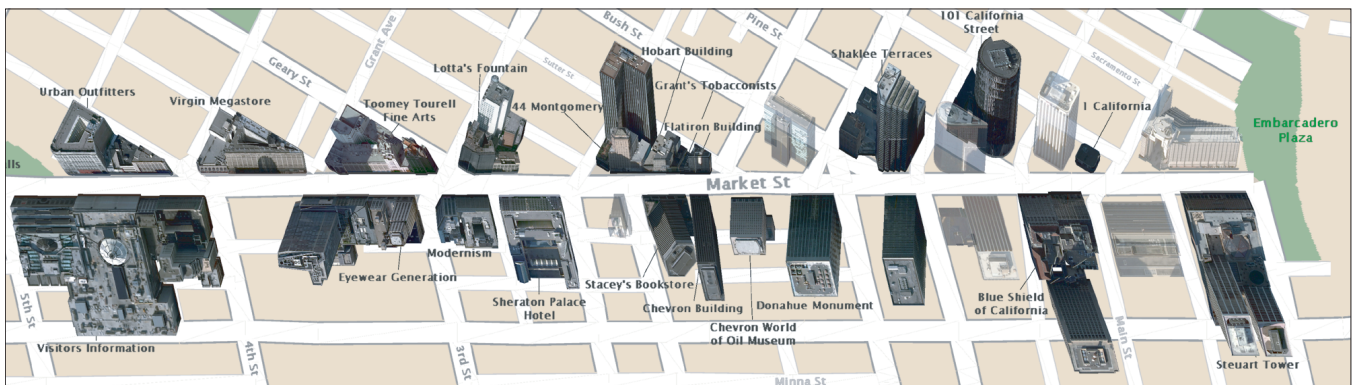 101 California
Street
Bush St
Pine St
Grant Ave
Hobart Building
Shaklee Terraces
Sutter St
Sacramento St
Geary St
Lotta's Fountain
Grant's Tobacconists
Urban Outfitters
Virgin Megastore
Toomey Tourell
Fine Arts
44 Montgomery
1 California
Flatiron Building
Embarcadero
Plaza
lls
Market St
Modernism
Eyewear Generation
Stacey's Bookstore
5th St
Sheraton Palace
Hotel
Chevron Building
Donahue Monument
Blue Shield
of California
Chevron World
of Oil Museum
Main St
Visitors Information
4th St
3rd St
Steuart Tower
Minna St